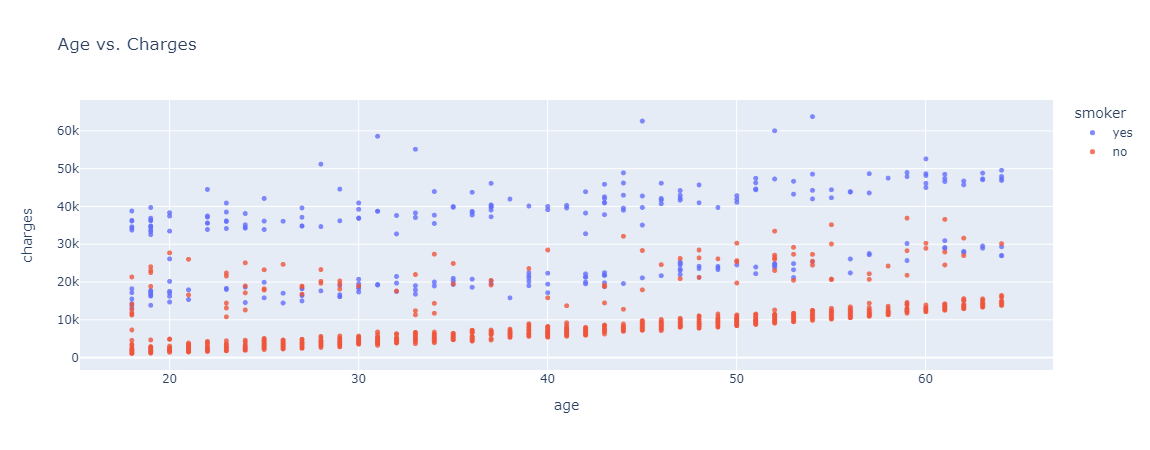 Age vs. Charges
smoker
yes
no
charges
60k
50k
40k
30k
20k
10k
0
20
30
40
50
60
age